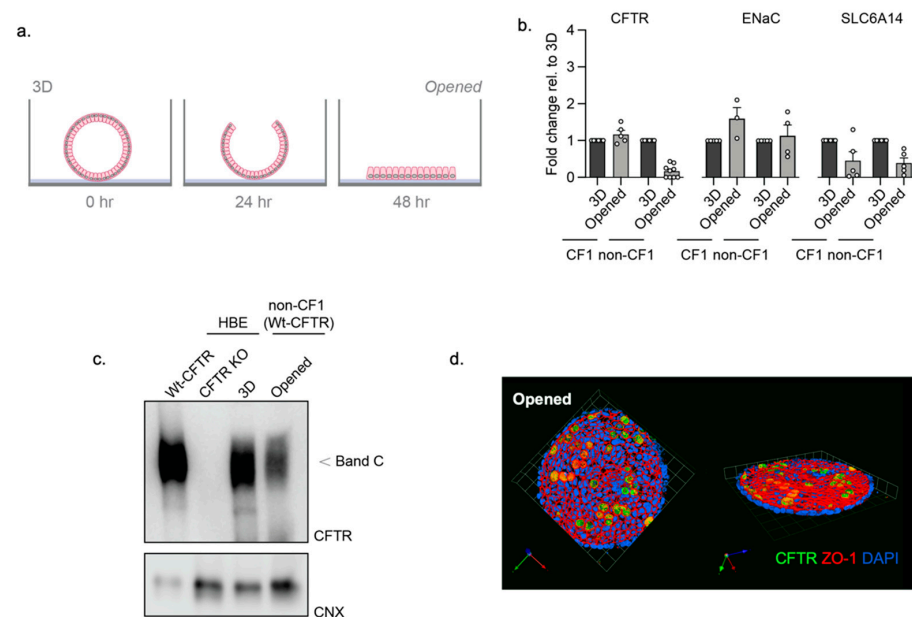 a.
3D
Opened
0 hr
24 hr
48 hr
b.
CFTR
ENaC
SLC6A14
Fold change rel. to 3D
4
2
1
0
3D
Opened
3D
Opened
3D
Opened
3D
Opened
3D
Opened
3D
Opened
CF1 non-CF1
CF1 non-CF1
CF1 non-CF1
c.
HBE
non-CF1
(Wt-CFTR)
Wt-CFTR
CFTR KO
3D
Opened
< Band C
CFTR
CNX
d.
Opened
CFTR ZO-1 DAPI